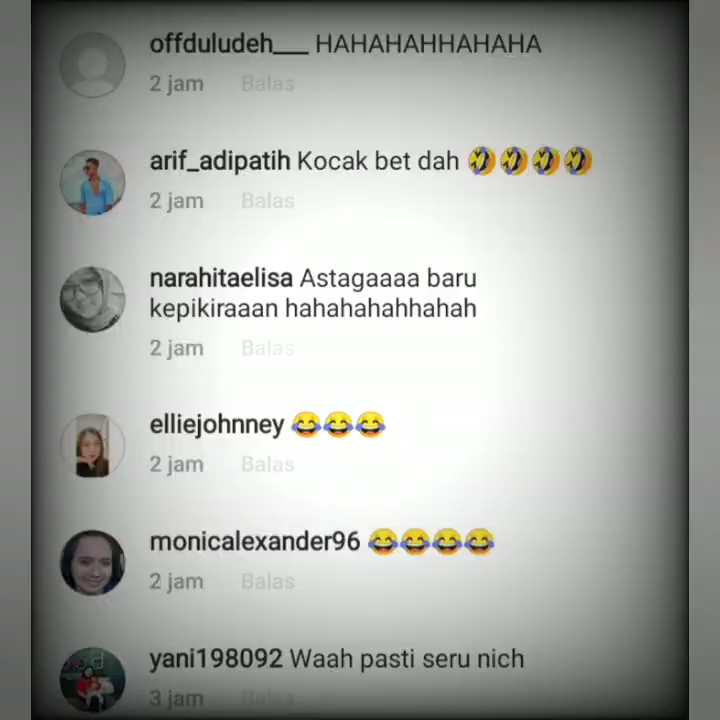 offduludeh___ HAHAHAHHAHAHA
2 jam Balas
arif_adipatih Kocak bet dah 🤣🤣🤣🤣
2 jam Balas
narahitaelisa Astagaaaa baru
kepikiraaan hahahahahhahah
2 jam Balas
elliejohnney 😂😂😂
2 jam Balas
monicalexander96 😂😂😂😂
2 jam Balas
yani198092 Waah pasti seru nich
3 jam Balas